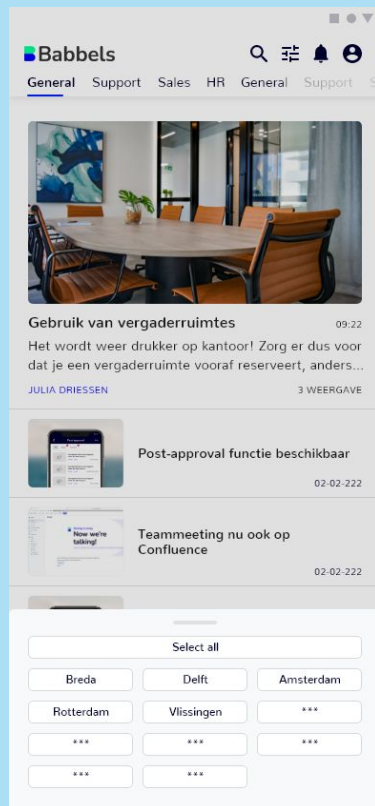 Babbels
General Support Sales HR General Support S
Gebruik van vergaderruimtes 09:22
Het wordt weer drukker op kantoor! Zorg er dus voor
dat je een vergaderruimte vooraf reserveert, anders...
JULIA DRIESSEN 3 WEERGAVE
Post-approval functie beschikbaar
02-02-222
Now we're
talking!
Teammeeting nu ook op
Confluence
02-02-222
Select all
Breda Delft Amsterdam
Rotterdam Vlissingen ***
*** *** ***
*** ***